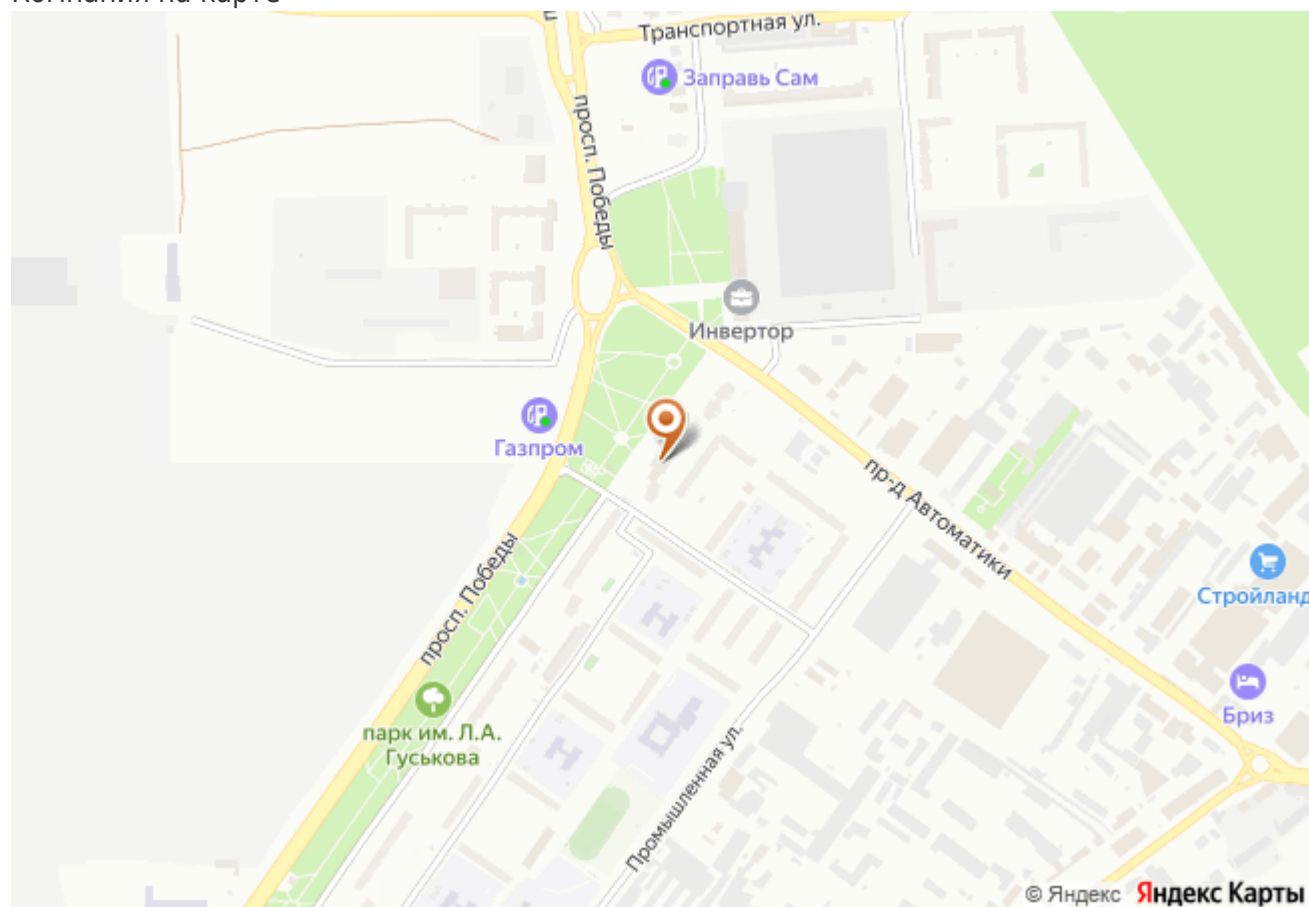 Транспортная ул.
Заправь Сам
просп. Победы
Инвертор
Газпром
пр-д Автоматики
просп. Победы
Стройланд
Бриз
парк им. Л.А.
Гуськова
Промышленная ул.
© Яндекс Яндекс Карты